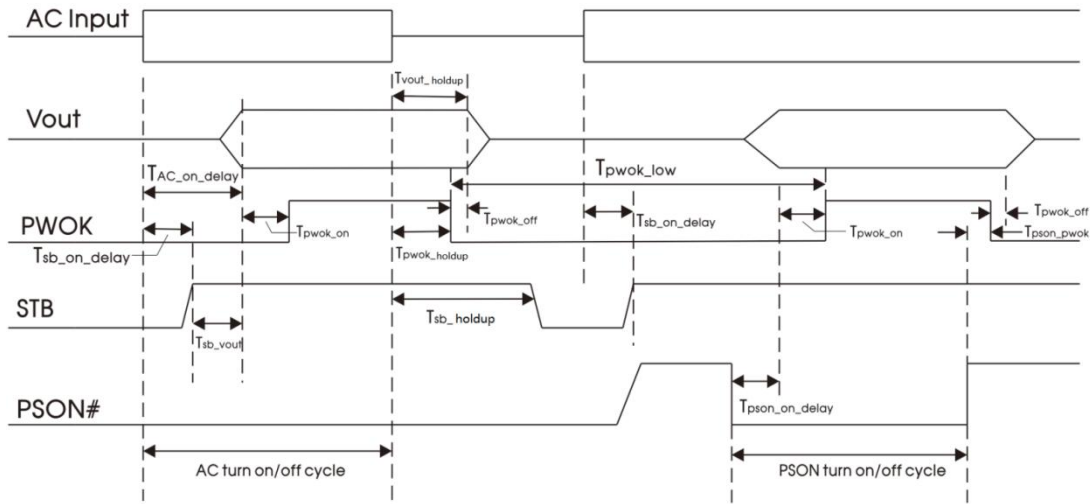 AC Input
Tvout_holdup
Vout
TAC_on_delay
Tpwok_low
PWOK
Tpwok_on
Tpwok_off
Tsb_on_delay
Tpwok_on
Tpwok_off
Tpson_pwok
Tsb_on_delay
Tpwok_holdup
STB
Tsb_holdup
Tsb_vout
PSON#
Tpson_on_delay
AC turn on/off cycle
PSON turn on/off cycle